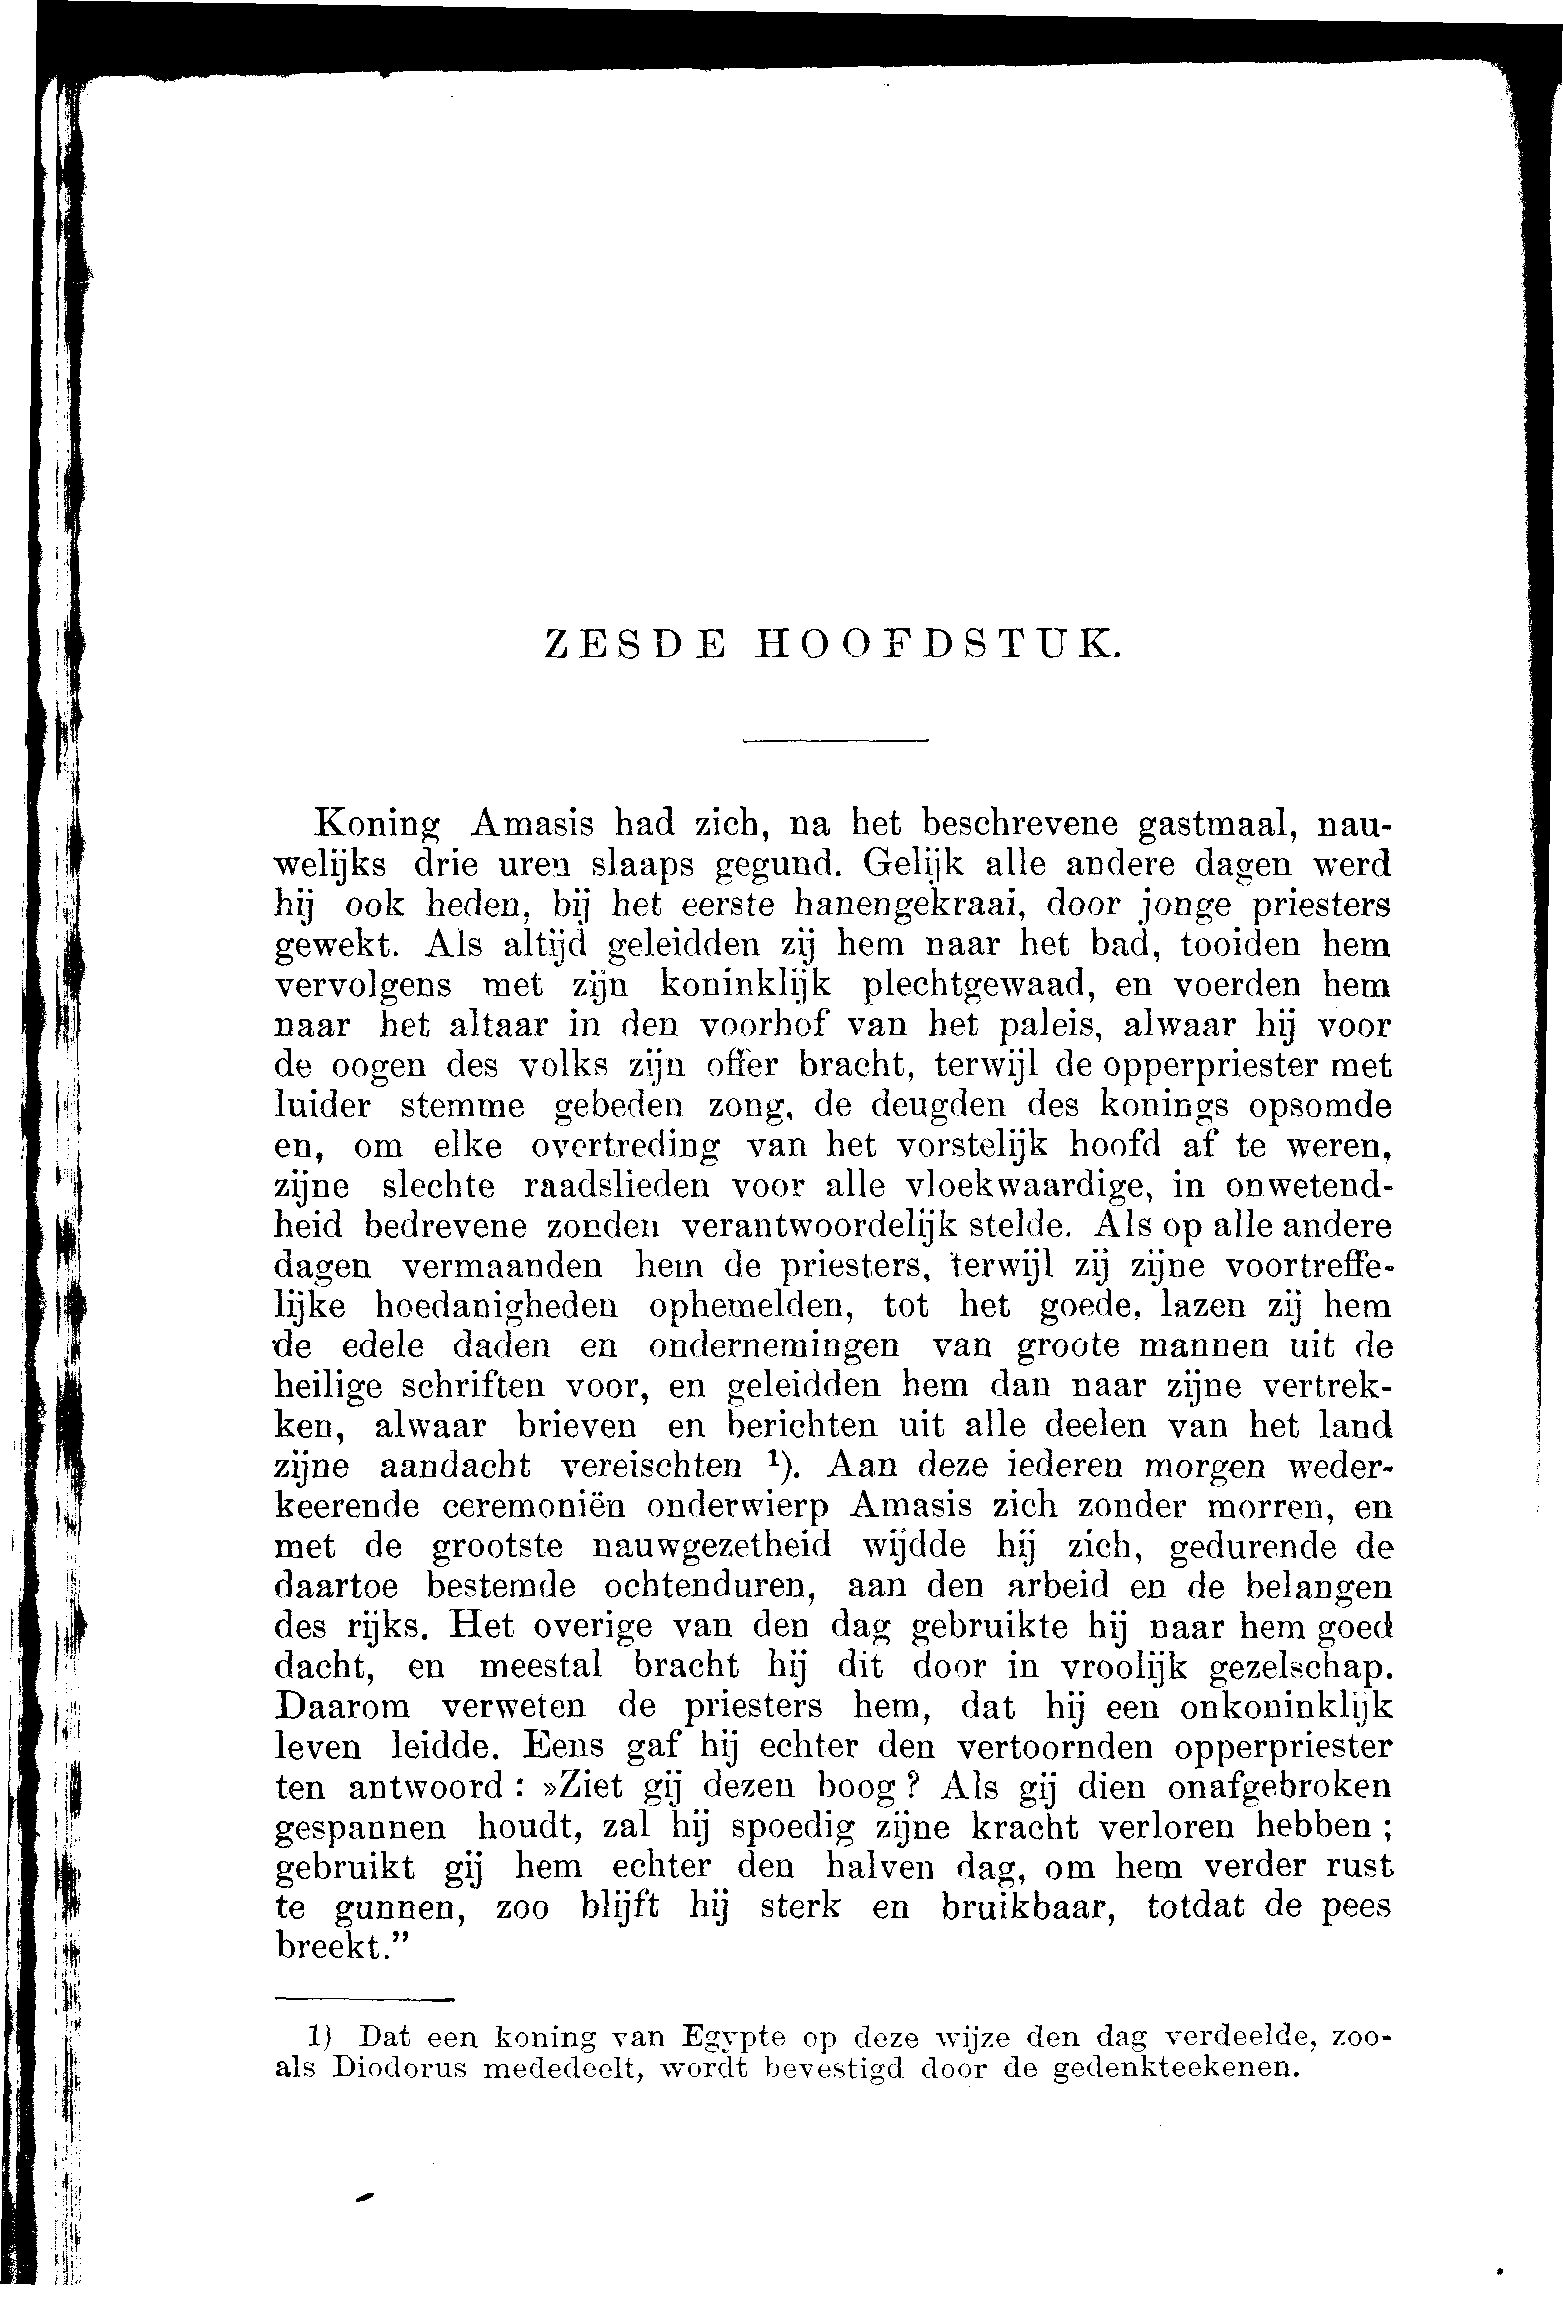 ZESDE HOOFDSTUK.
Koning Amasis had zich, na het beschrevene gastmaal, nau-
welijks drie uren slaaps gegund. Gelijk alle andere dagen werd
hij ook heden, bij het eerste hanengekraai, door jonge priesters
gewekt. Als altijd geleidden zij hem naar het bad, tooiden hem
vervolgens met zijn koninklijk plechtgewaad, en voerden hem
naar het altaar in den voorhof van het paleis, alwaar hij voor
de oogen des volks zijn offer bracht, terwijl de opperpriester met
luider stemme gebeden zong, de deugden des konings opsomde
en, om elke overtreding van het vorstelijk hoofd af te weren,
zijne slechte raadslieden voor alle vloekwaardige, in onwetend-
heid bedrevene zonden verantwoordelijk stelde. Als op alle andere
dagen vermaanden hem de priesters, terwijl zij zijne voortreffe-
lijke hoedanigheden ophemelden, tot het goede, lazen zij hem
de edele daden en ondernemingen van groote mannen uit de
heilige schriften voor, en geleidden hem dan naar zijne vertrek-
ken, alwaar brieven en berichten uit alle deelen van het land
zijne aandacht vereischten ¹). Aan deze iederen morgen weder-
keerende ceremoniën onderwierp Amasis zich zonder morren, en
met de grootste nauwgezetheid wijdde hij zich, gedurende de
daartoe bestemde ochtenduren, aan den arbeid en de belangen
des rijks. Het overige van den dag gebruikte hij naar hem goed
dacht, en meestal bracht hij dit door in vroolijk gezelschap.
Daarom verweten de priesters hem, dat hij een onkoninklijk
leven leidde. Eens gaf hij echter den vertoornden opperpriester
ten antwoord : »Ziet gij dezen boog ? Als gij dien onafgebroken
gespannen houdt, zal hij spoedig zijne kracht verloren hebben ;
gebruikt gij hem echter den halven dag, om hem verder rust
te gunnen, zoo blijft hij sterk en bruikbaar, totdat de pees
breekt.”
1) Dat een koning van Egypte op deze wijze den dag verdeelde, zoo-
als Diodorus mededeelt, wordt bevestigd door de gedenkteekenen.